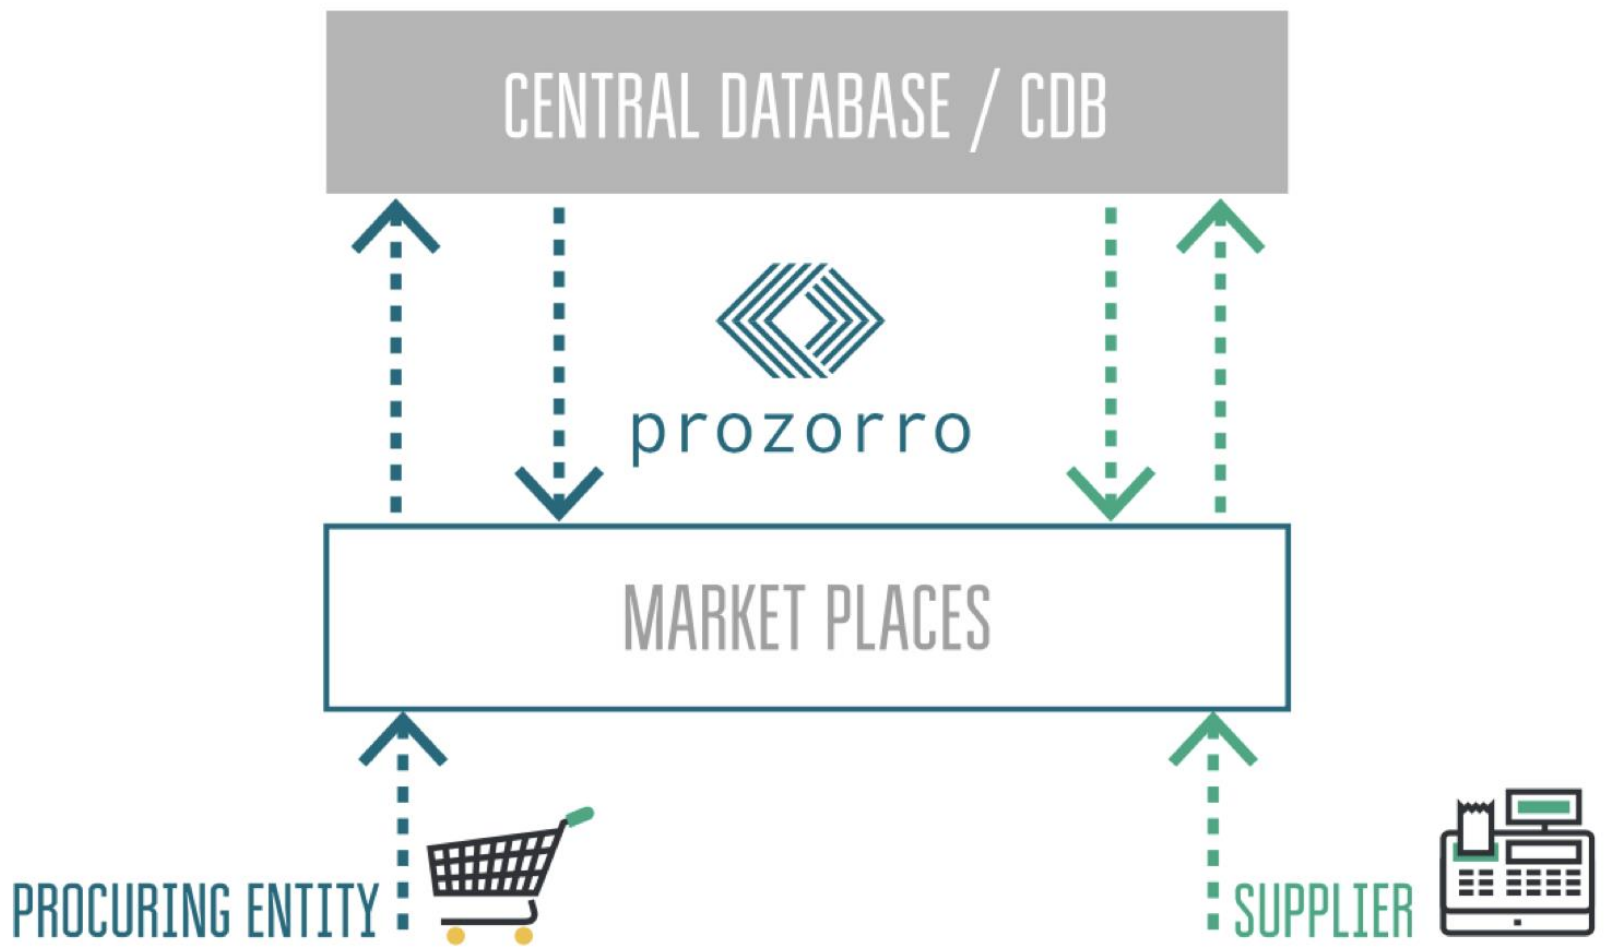 CENTRAL DATABASE / CDB
prozorro
MARKET PLACES
PROCURING ENTITY
SUPPLIER